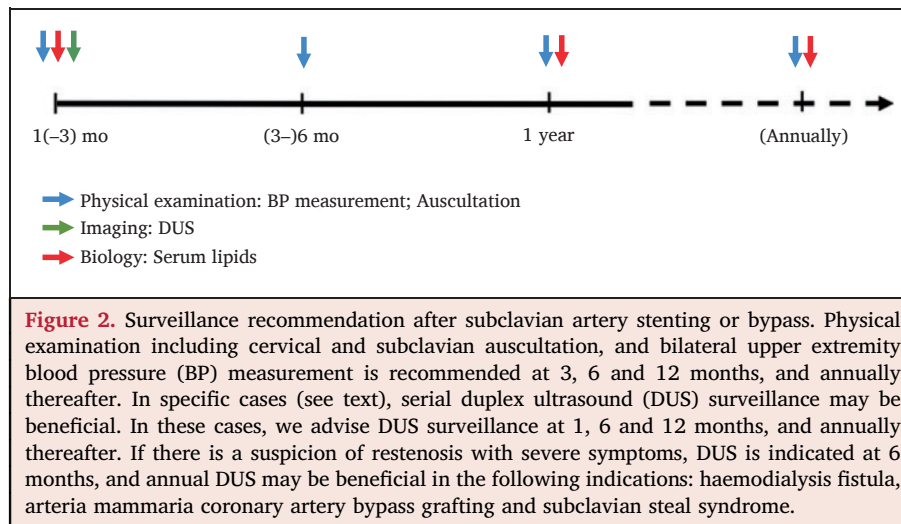 1(–3) mo
(3–)6 mo
1 year
(Annually)
Physical examination: BP measurement; Auscultation
Imaging: DUS
Biology: Serum lipids
Figure 2. Surveillance recommendation after subclavian artery stenting or bypass. Physical
examination including cervical and subclavian auscultation, and bilateral upper extremity
blood pressure (BP) measurement is recommended at 3, 6 and 12 months, and annually
thereafter. In specific cases (see text), serial duplex ultrasound (DUS) surveillance may be
beneficial. In these cases, we advise DUS surveillance at 1, 6 and 12 months, and annually
thereafter. If there is a suspicion of restenosis with severe symptoms, DUS is indicated at 6
months, and annual DUS may be beneficial in the following indications: haemodialysis fistula,
arteria mammaria coronary artery bypass grafting and subclavian steal syndrome.